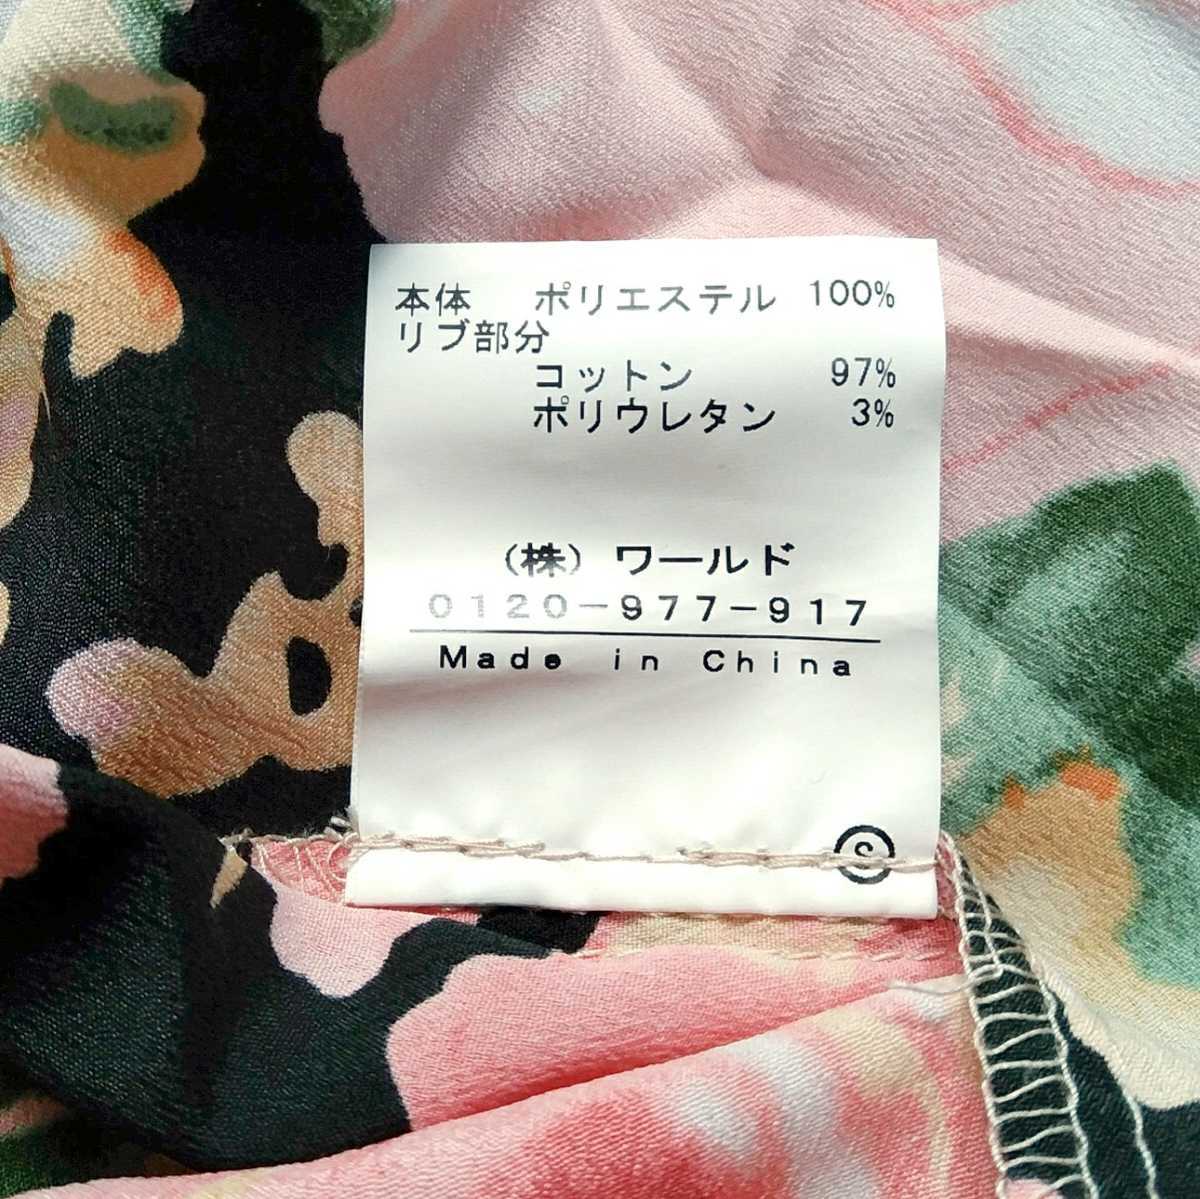 本体 ポリエステル 100%
リブ部分
コットン 97%
ポリウレタン 3%
(株)ワールド
0120-977-917
Made in China
S